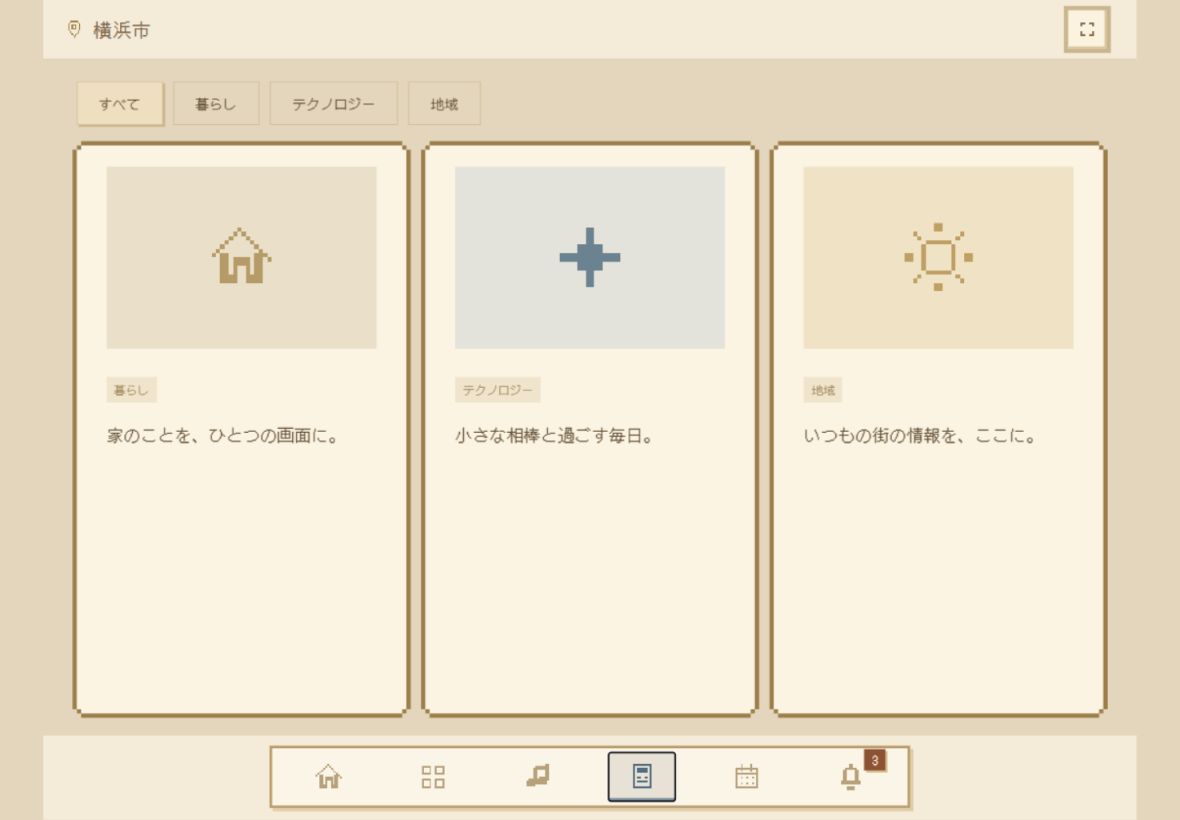 横浜市
すべて
暮らし
テクノロジー
地域
暮らし
家のことを、ひとつの画面に。
テクノロジー
小さな相棒と過ごす毎日。
地域
いつもの街の情報を、ここに。
3